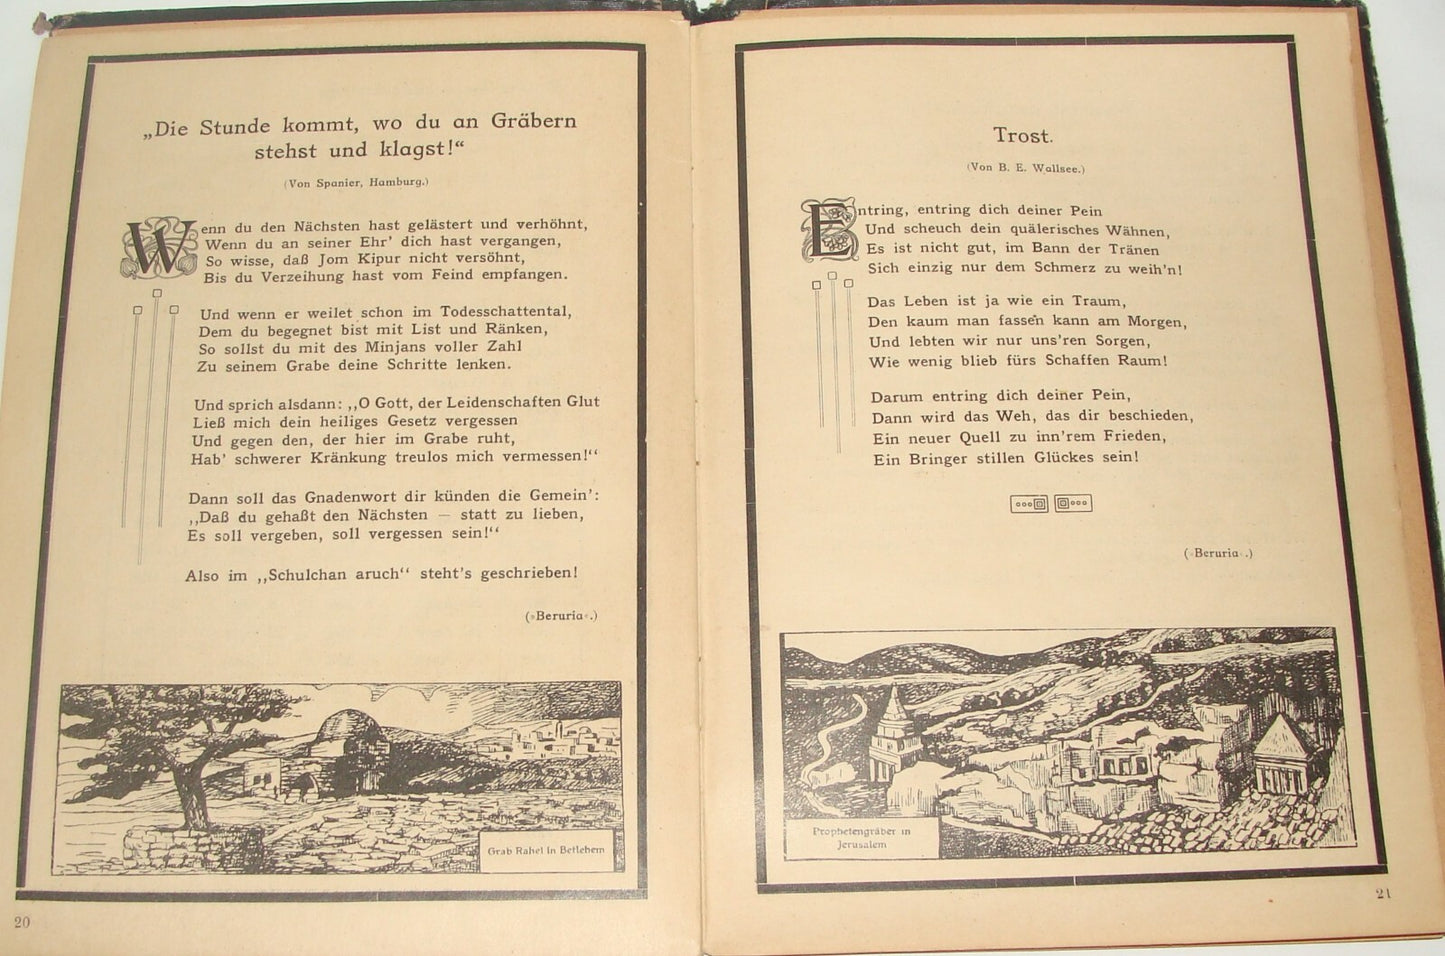 „Die Stunde kommt, wo du an Gräbern
stehst und klagst!“
(Von Spanier, Hamburg.)
Wenn du den Nächsten hast gelästert und verhöhnt,
Wenn du an seiner Ehr' dich hast vergangen,
So wisse, daß Jom Kipur nicht versöhnt,
Bis du Verzeihung hast vom Feind empfangen.
Und wenn er weilet schon im Todesschattental,
Dem du begegnet bist mit List und Ränken,
So sollst du mit des Minjans voller Zahl
Zu seinem Grabe deine Schritte lenken.
Und sprich alsdann: ,,O Gott, der Leidenschaften Glut
Ließ mich dein heiliges Gesetz vergessen
Und gegen den, der hier im Grabe ruht,
Hab' schwerer Kränkung treulos mich vermessen!“
Dann soll das Gnadenwort dir künden die Gemein':
,,Daß du gehaßt den Nächsten — statt zu lieben,
Es soll vergeben, soll vergessen sein!“
Also im ,,Schulchan aruch“ steht's geschrieben!
(»Beruria«.)
Grab Rahel in Betlehem
20
Trost.
(Von B. E. Wallsee.)
Entring, entring dich deiner Pein
Und scheuch dein quälerisches Wähnen,
Es ist nicht gut, im Bann der Tränen
Sich einzig nur dem Schmerz zu weih'n!
Das Leben ist ja wie ein Traum,
Den kaum man fassen kann am Morgen,
Und lebten wir nur uns'ren Sorgen,
Wie wenig blieb fürs Schaffen Raum!
Darum entring dich deiner Pein,
Dann wird das Weh, das dir beschieden,
Ein neuer Quell zu inn'rem Frieden,
Ein Bringer stillen Glückes sein!
(»Beruria«.)
Prophetengräber in
Jerusalem
21